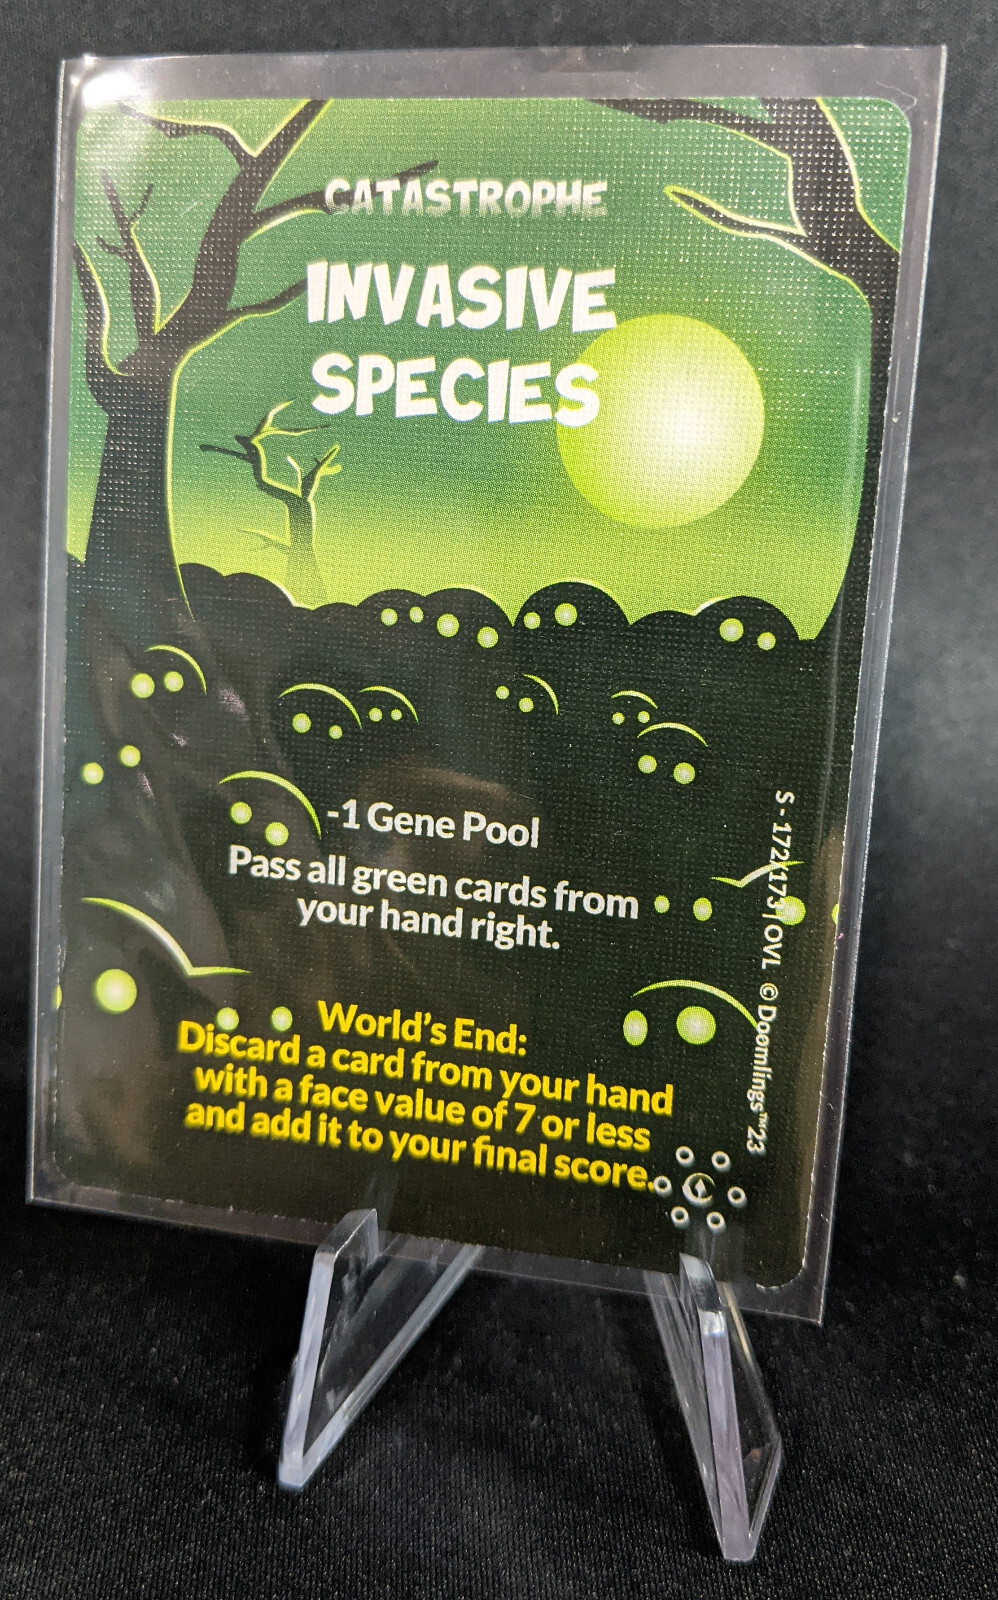 CATASTROPHE
INVASIVE
SPECIES
-1 Gene Pool
Pass all green cards from
your hand right.
World's End:
Discard a card from your hand
with a face value of 7 or less
and add it to your final score.
S - 172/173 | OVL © Doomlings™ 23